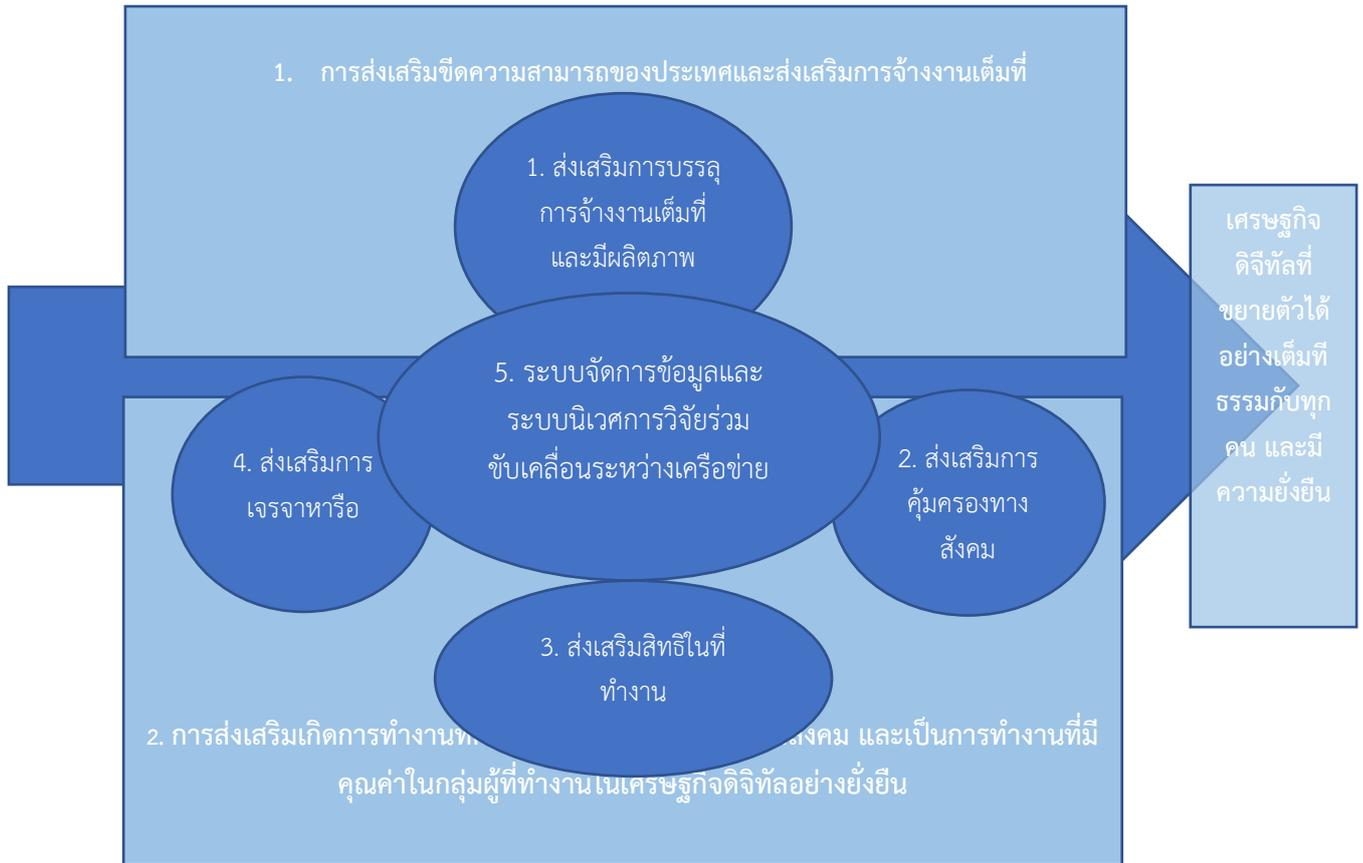 1. การส่งเสริมขีดความสามารถของประเทศและส่งเสริมการจ้างงานเต็มที่
1. ส่งเสริมการบรรลุ
การจ้างงานเต็มที่
และมีผลิตภาพ
5. ระบบจัดการข้อมูลและ
ระบบนิเวศการวิจัยร่วม
ขับเคลื่อนระหว่างเครือข่าย
4. ส่งเสริมการ
เจรจาหารือ
2. ส่งเสริมการ
คุ้มครองทาง
สังคม
3. ส่งเสริมสิทธิในที่
ทำงาน
2. การส่งเสริมเกิดการทำงาน และเป็นการทำงานที่มี
คุณค่าในกลุ่มผู้ที่ทำงานในเศรษฐกิจดิจิทัลอย่างยั่งยืน
เศรษฐกิจ
ดิจิทัลที่
ขยายตัวได้
อย่างเต็มที
ธรรมกับทุก
คน และมี
ความยั่งยืน